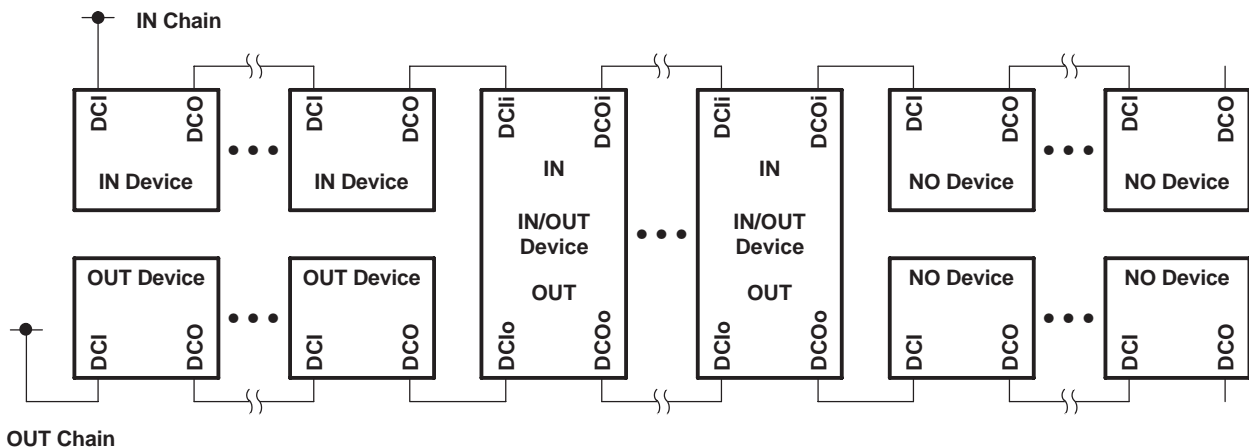 IN Chain
DCI DCO DCI DCO DCIi DCOi DCIi DCOi DCI DCO DCI DCO
IN Device IN Device IN IN NO Device NO Device
IN/OUT Device IN/OUT Device
OUT Device OUT Device OUT OUT NO Device NO Device
DCI DCO DCI DCO DCIo DCOo DCIo DCOo DCI DCO DCI DCO
OUT Chain